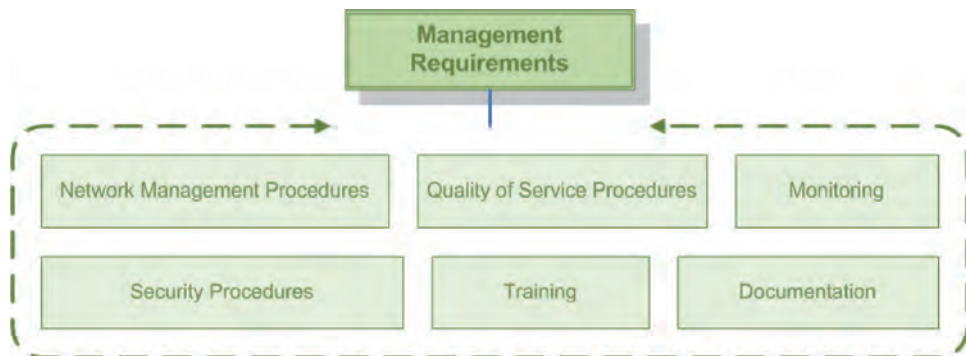 Management
Requirements
Network Management Procedures
Quality of Service Procedures
Monitoring
Security Procedures
Training
Documentation